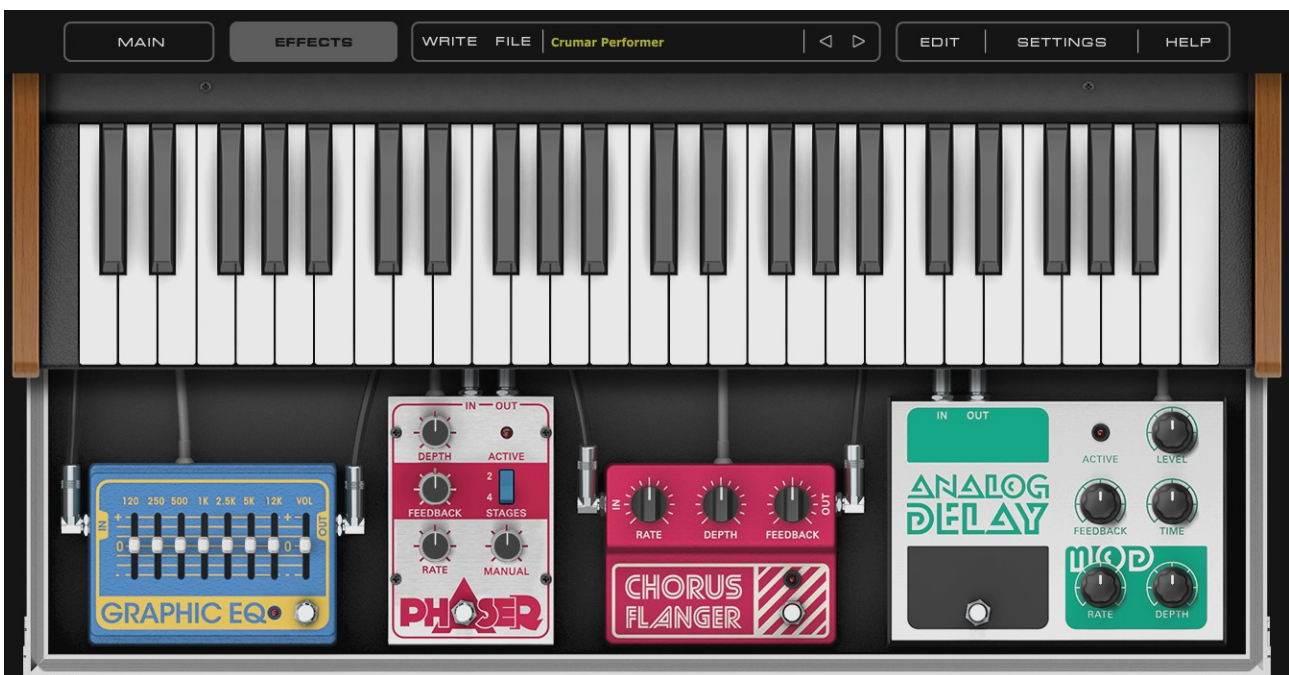 MAIN
EFFECTS
WRITE FILE Crumar Performer
EDIT SETTINGS HELP
120 250 500 1K 2.5K 5K 12K VOL
IN
OUT
+ +
0 0
- -
GRAPHIC EQ
IN OUT
DEPTH ACTIVE
2
4
FEEDBACK STAGES
RATE MANUAL
PHASER
IN
OUT
RATE DEPTH FEEDBACK
CHORUS
FLANGER
IN OUT
ACTIVE LEVEL
ANALOG
DELAY
FEEDBACK TIME
MOD
RATE DEPTH